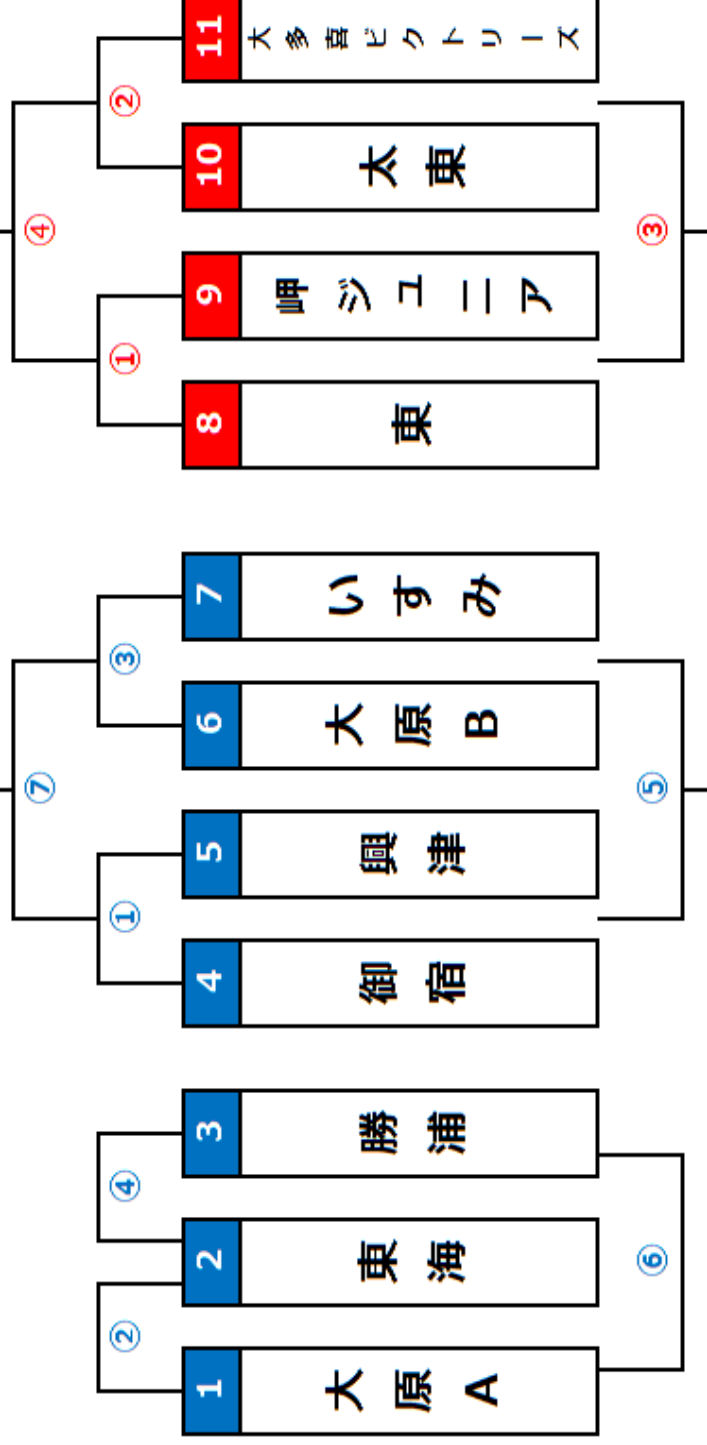 ② ④ ① ③ ⑦ ① ② ④
1 大原A
2 東海
3 勝浦
4 御宿
5 興津
6 大原B
7 いすみ
8 東
9 岬ジュニア
10 太東
11 大多喜ビクトリーズ
⑥ ⑤ ③